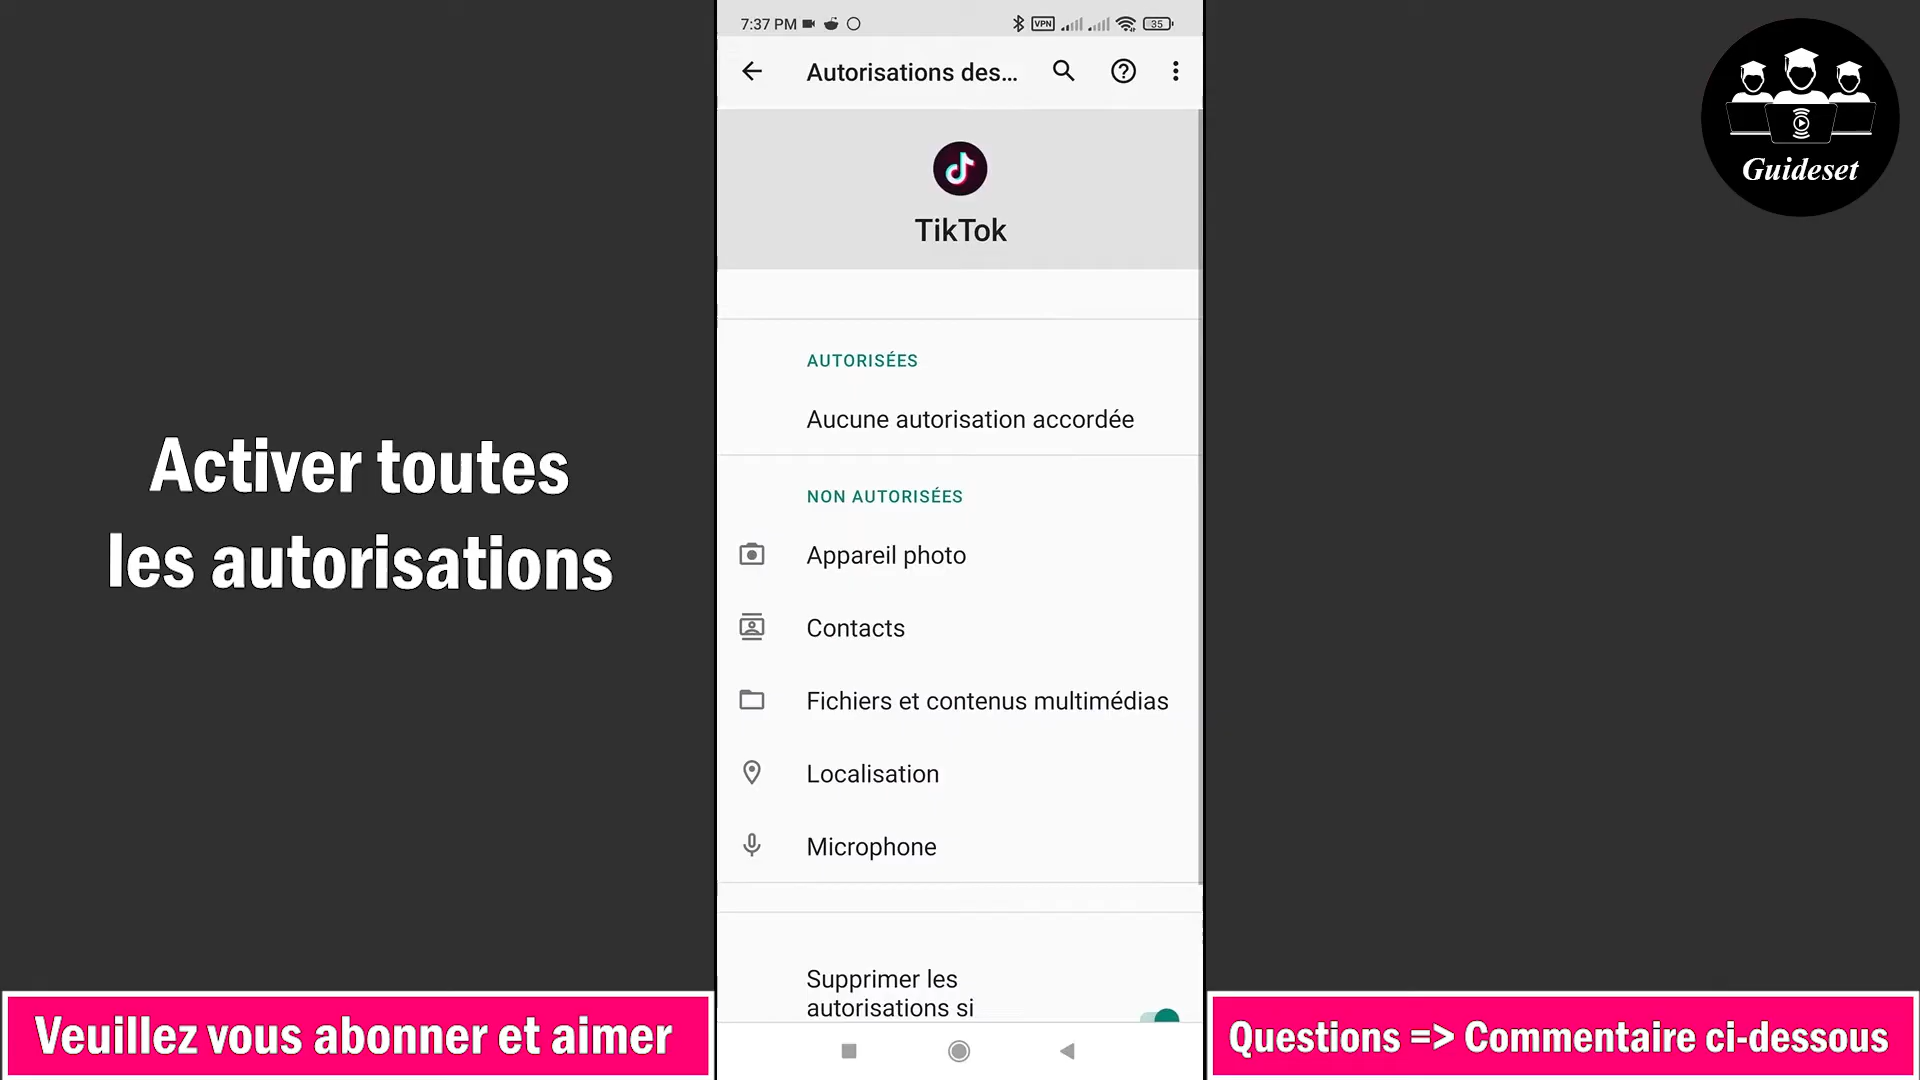 7:37 PM
VPN
35
Autorisations des...
TikTok
AUTORISÉES
Aucune autorisation accordée
NON AUTORISÉES
Appareil photo
Contacts
Fichiers et contenus multimédias
Localisation
Microphone
Supprimer les
autorisations si
Activer toutes
les autorisations
Guideset
Veuillez vous abonner et aimer
Questions => Commentaire ci-dessous